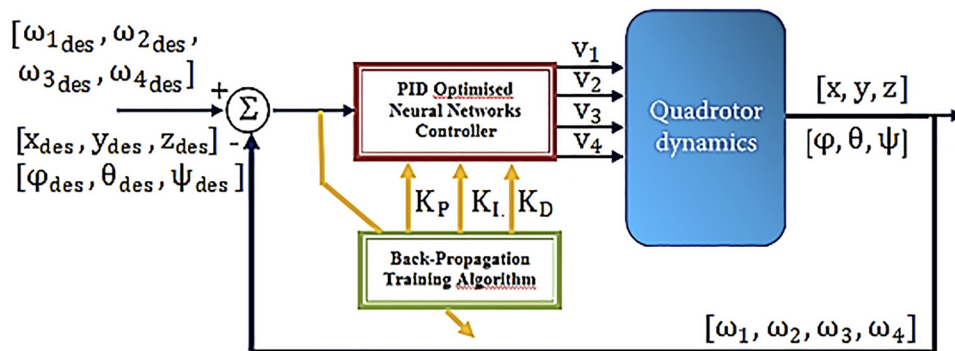 [ω1des, ω2des,
ω3des, ω4des]
+
Σ
-
[xdes, ydes, zdes]
[φdes, θdes, ψdes]
PID Optimised
Neural Networks
Controller
v1
v2
v3
v4
Quadrotor
dynamics
[x, y, z]
[φ, θ, ψ]
KP KI. KD
Back-Propagation
Training Algorithm
[ω1, ω2, ω3, ω4]